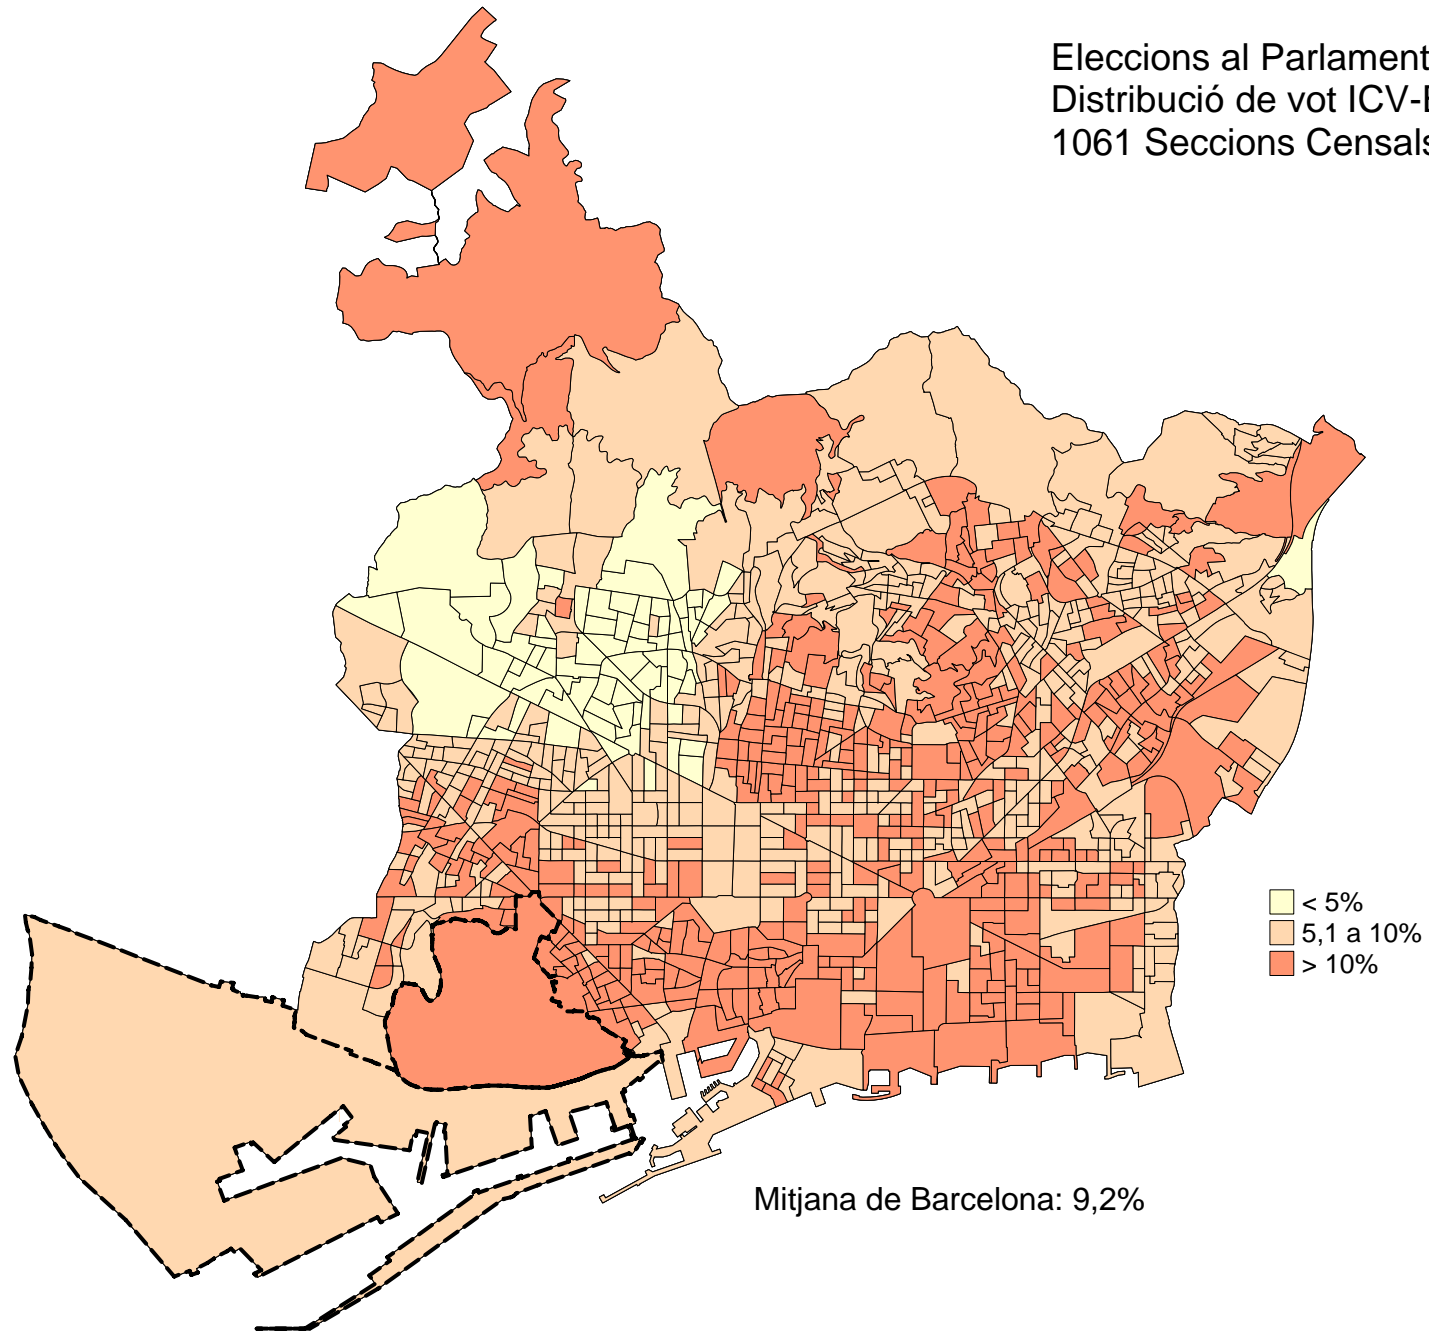 Eleccions al Parlament
Distribució de vot ICV-
1061 Seccions Censals
< 5%
5,1 a 10%
> 10%
Mitjana de Barcelona: 9,2%